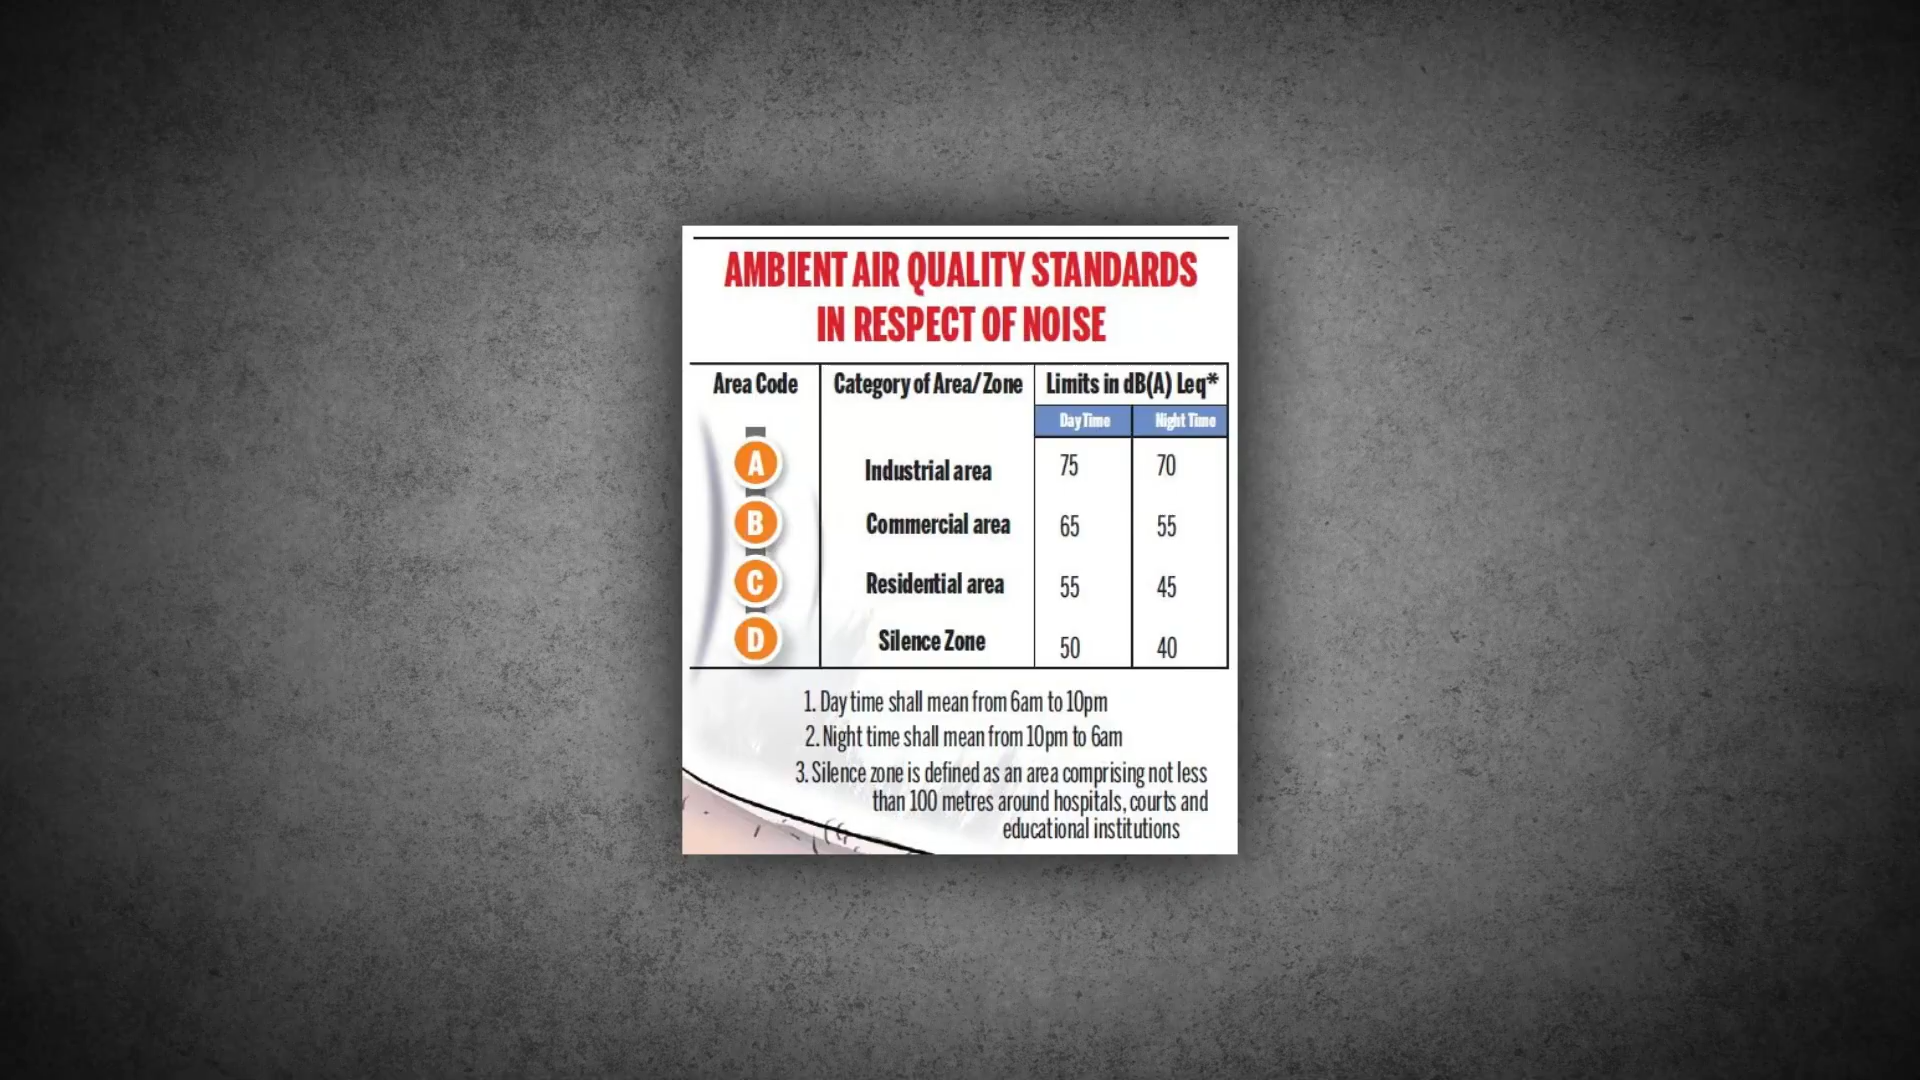 AMBIENT AIR QUALITY STANDARDS
IN RESPECT OF NOISE
Area Code Category of Area/Zone Limits in dB(A) Leq*
Day Time Night Time
A Industrial area 75 70
B Commercial area 65 55
C Residential area 55 45
D Silence Zone 50 40
1. Day time shall mean from 6am to 10pm
2. Night time shall mean from 10pm to 6am
3. Silence zone is defined as an area comprising not less
than 100 metres around hospitals, courts and
educational institutions